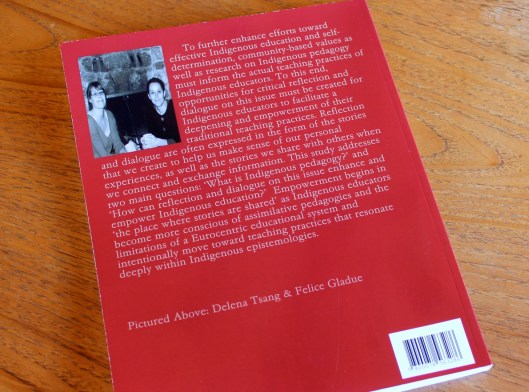 To further enhance efforts toward
effective Indigenous education and self-
determination, community-based values as
well as research on Indigenous pedagogy
must inform the actual teaching practices of
Indigenous educators. To this end,
opportunities for critical reflection and
dialogue on this issue must be created for
Indigenous educators to facilitate a
deepening and empowerment of their
traditional teaching practices. Reflection
and dialogue are often expressed in the form of the stories
that we create to help us make sense of our personal
experiences, as well as the stories we share with others when
we connect and exchange information. This study addresses
two main questions: 'What is Indigenous pedagogy?' and
'How can reflection and dialogue on this issue enhance and
empower Indigenous education?' Empowerment begins in
'the place where stories are shared' as Indigenous educators
become more conscious of assimilative pedagogies and the
limitations of a Eurocentric educational system and
intentionally move toward teaching practices that resonate
deeply within Indigenous epistemologies.
Pictured Above: Delena Tsang & Felice Gladue